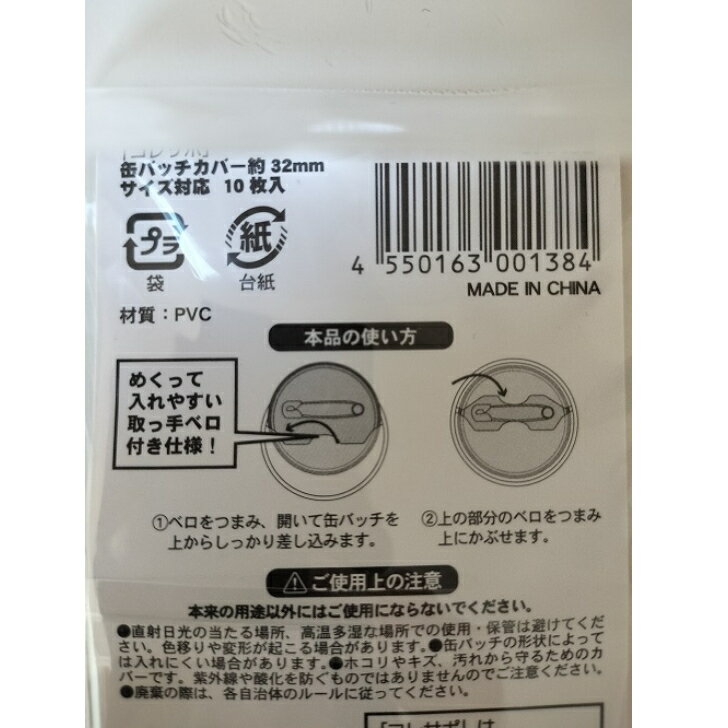 缶バッチカバー約32mm
サイズ対応 10枚入
プラ
袋
紙
台紙
4 550163 001384
MADE IN CHINA
材質：PVC
本品の使い方
めくって
入れやすい
取っ手ベロ
付き仕様！
①ベロをつまみ、開いて缶バッチを
上からしっかり差し込みます。
②上の部分のベロをつまみ
上にかぶせます。
ご使用上の注意
本来の用途以外にはご使用にならないでください。
●直射日光の当たる場所、高温多湿な場所での使用・保管は避けてくだ
さい。色移りや変形が起こる場合があります。●缶バッチの形状によって
は入れにくい場合があります。●ホコリやキズ、汚れから守るためのカ
バーです。紫外線や酸化を防ぐものではありませんのでご注意ください。
●廃棄の際は、各自治体のルールに従ってください。